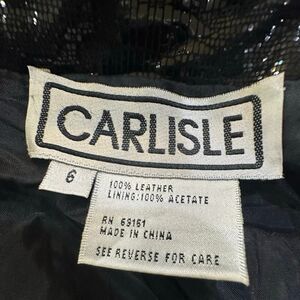 CARLISLE
6
100% LEATHER
LINING:100% ACETATE
RN 69161
MADE IN CHINA
SEE REVERSE FOR CARE